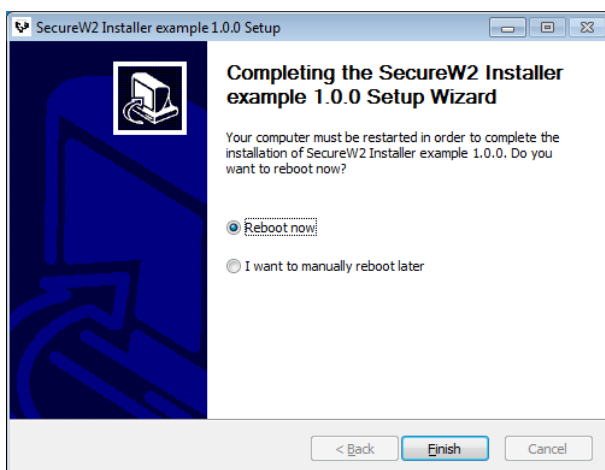 SecureW2 Installer example 1.0.0 Setup
Completing the SecureW2 Installer
example 1.0.0 Setup Wizard
Your computer must be restarted in order to complete the
installation of SecureW2 Installer example 1.0.0. Do you
want to reboot now?
Reboot now
I want to manually reboot later
< Back
Finish
Cancel